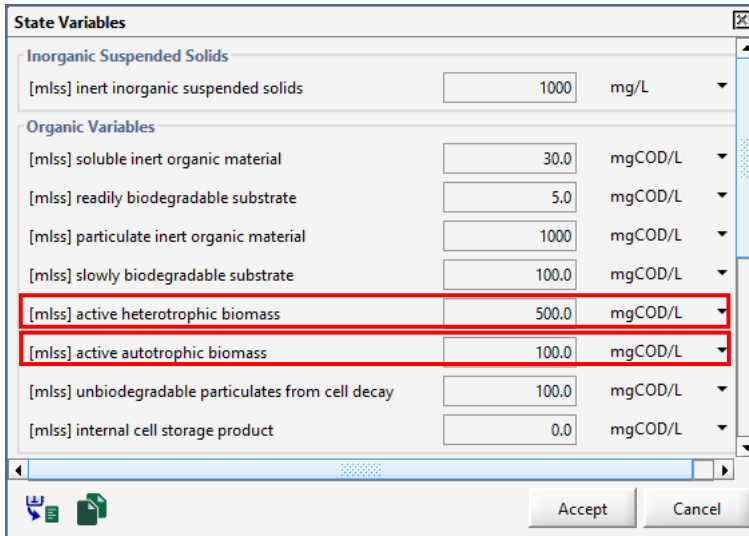 State Variables
Inorganic Suspended Solids
[mlss] inert inorganic suspended solids 1000 mg/L
Organic Variables
[mlss] soluble inert organic material 30.0 mgCOD/L
[mlss] readily biodegradable substrate 5.0 mgCOD/L
[mlss] particulate inert organic material 1000 mgCOD/L
[mlss] slowly biodegradable substrate 100.0 mgCOD/L
[mlss] active heterotrophic biomass 500.0 mgCOD/L
[mlss] active autotrophic biomass 100.0 mgCOD/L
[mlss] unbiodegradable particulates from cell decay 100.0 mgCOD/L
[mlss] internal cell storage product 0.0 mgCOD/L
Accept Cancel